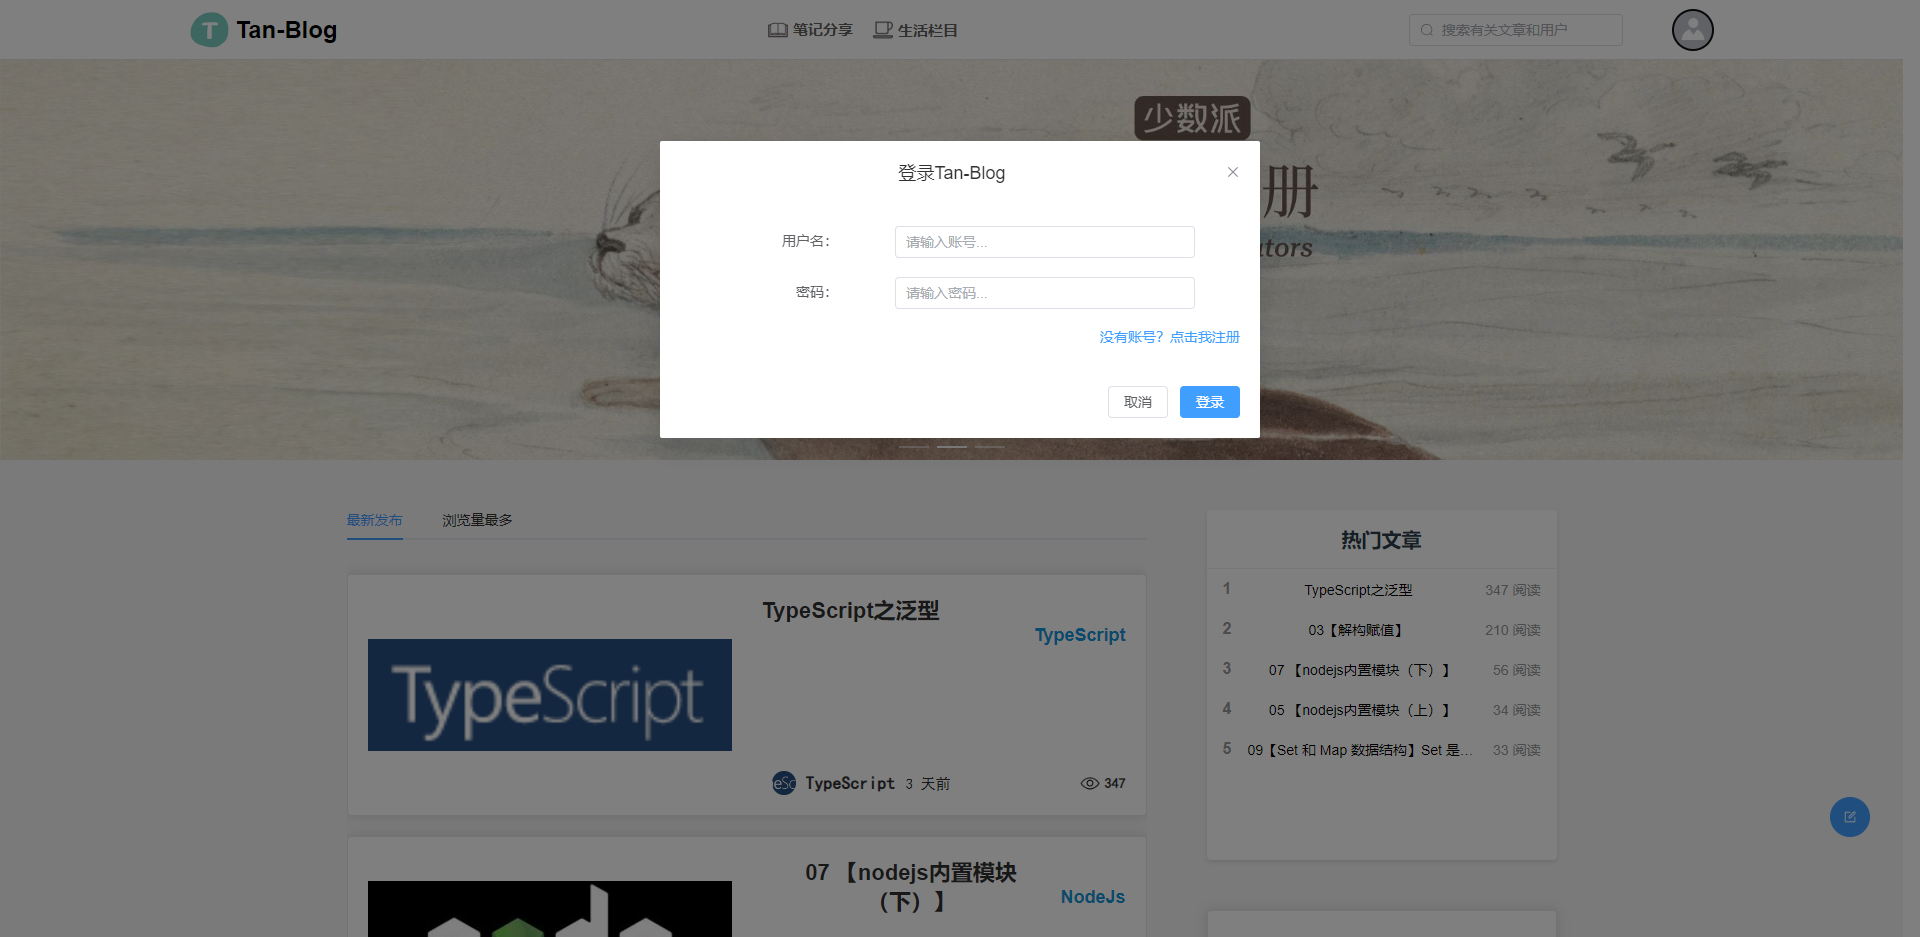 T Tan-Blog
笔记分享
生活栏目
搜索有关文章和用户
少数派
册
登录Tan-Blog
用户名：
请输入账号...
密码：
请输入密码...
没有账号？点击我注册
取消
登录
最新发布
浏览量最多
TypeScript之泛型
TypeScript
TypeScript
TypeScript 3 天前
347
07 【nodejs内置模块
（下）】
NodeJs
热门文章
1 TypeScript之泛型 347 阅读
2 03【解构赋值】 210 阅读
3 07 【nodejs内置模块（下）】 56 阅读
4 05 【nodejs内置模块（上）】 34 阅读
5 09【Set 和 Map 数据结构】Set 是... 33 阅读